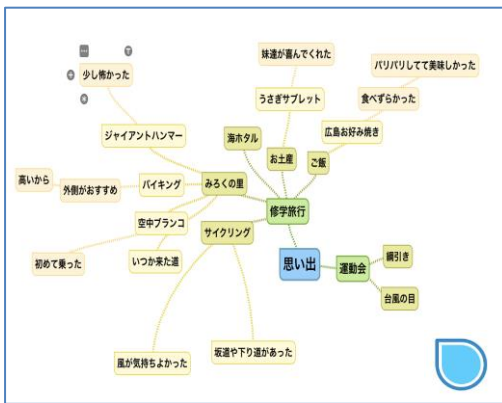 妹達が喜んでくれた
パリパリしてて美味しかった
少し怖かった
うさぎサブレット
食べずらかった
ジャイアントハンマー
海ホタル
広島お好み焼き
お土産
ご飯
高いから
外側がおすすめ
バイキング
みろくの里
修学旅行
空中ブランコ
サイクリング
初めて乗った
いつか来た道
思い出
運動会
綱引き
台風の目
風が気持ちよかった
坂道や下り道があった